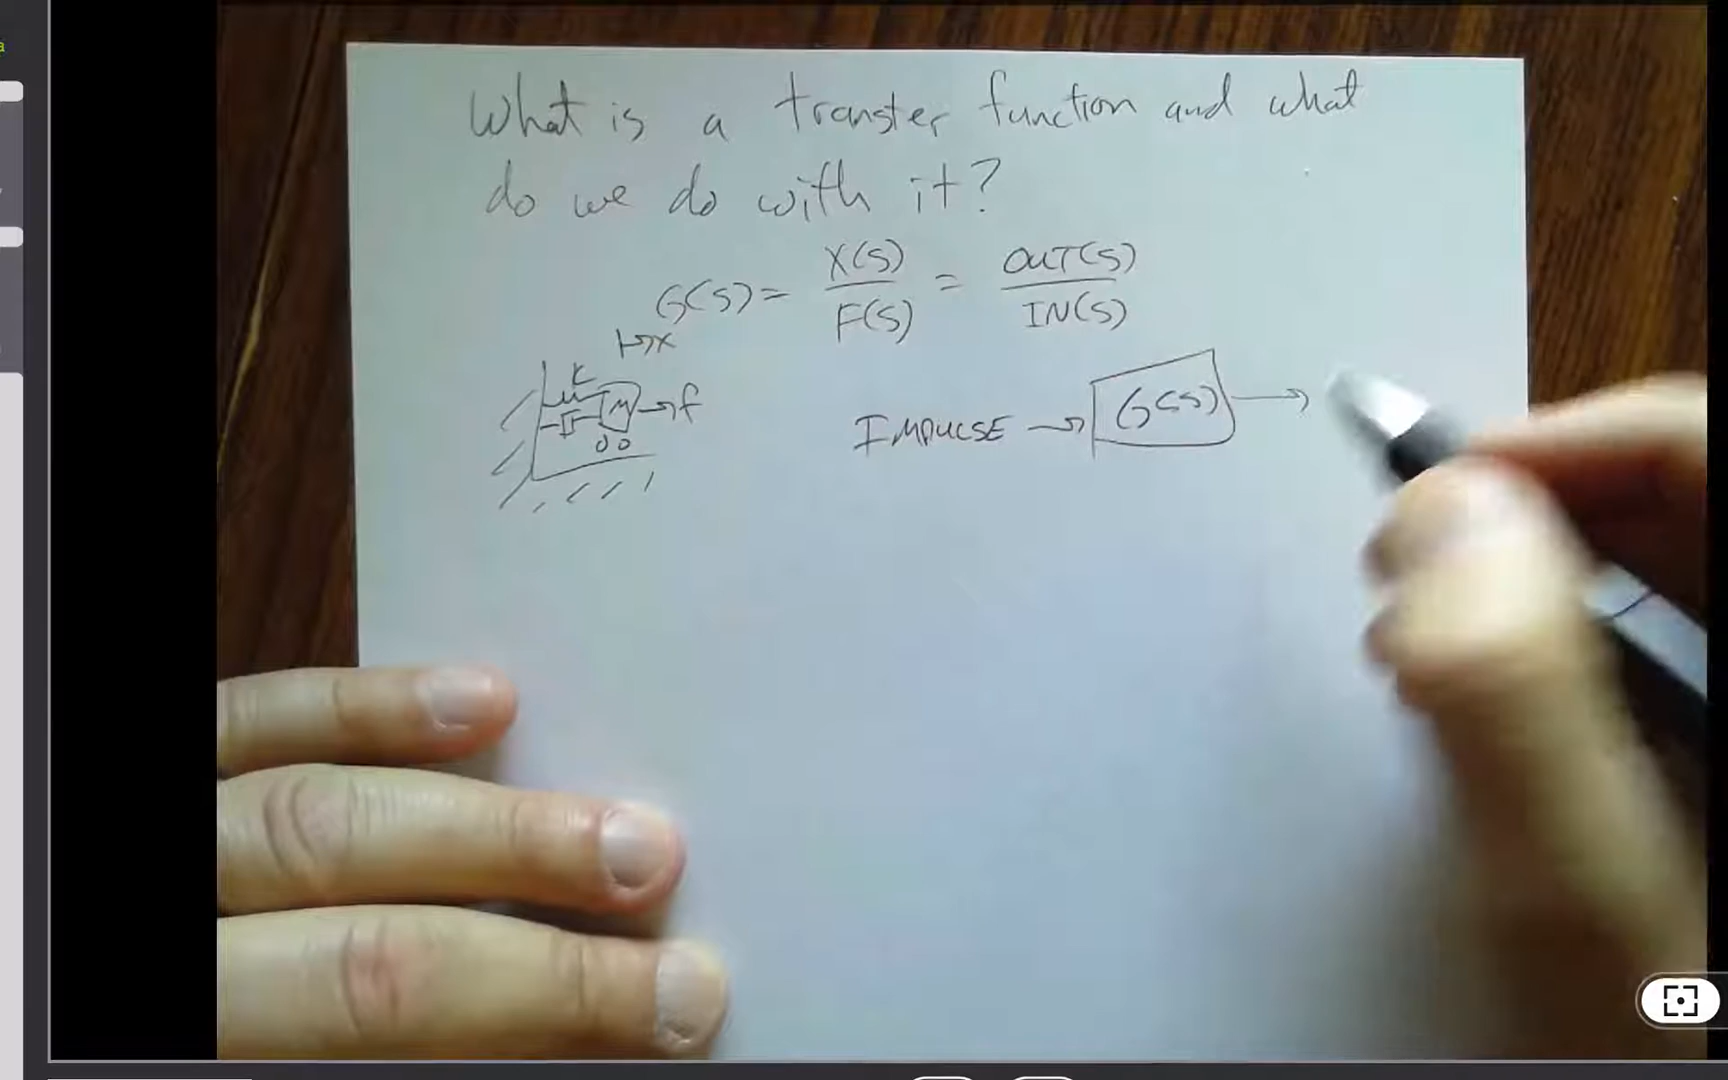 What is a transfer function and what
do we do with it?
G(S) = X(S) / F(S) = OUT(S) / IN(S)
x
K
M
f
IMPULSE → G(S) →